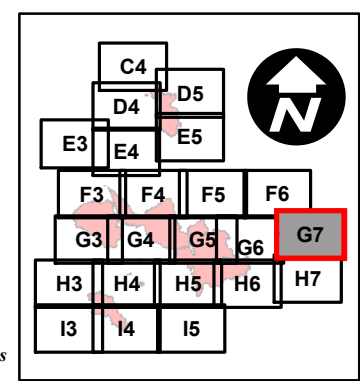 C4
D4 D5
E3 E4 E5
F3 F4 F5 F6
G3 G4 G5 G6 G7
H3 H4 H5 H6 H7
I3 I4 I5
N
s